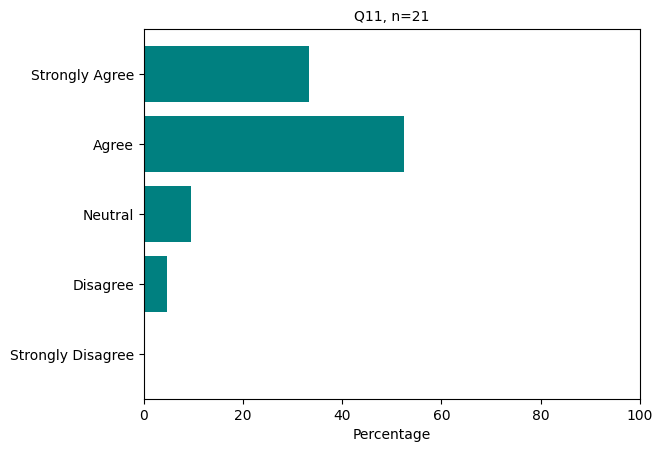 Q11, n=21
Strongly Agree
Agree
Neutral
Disagree
Strongly Disagree
0 20 40 60 80 100
Percentage